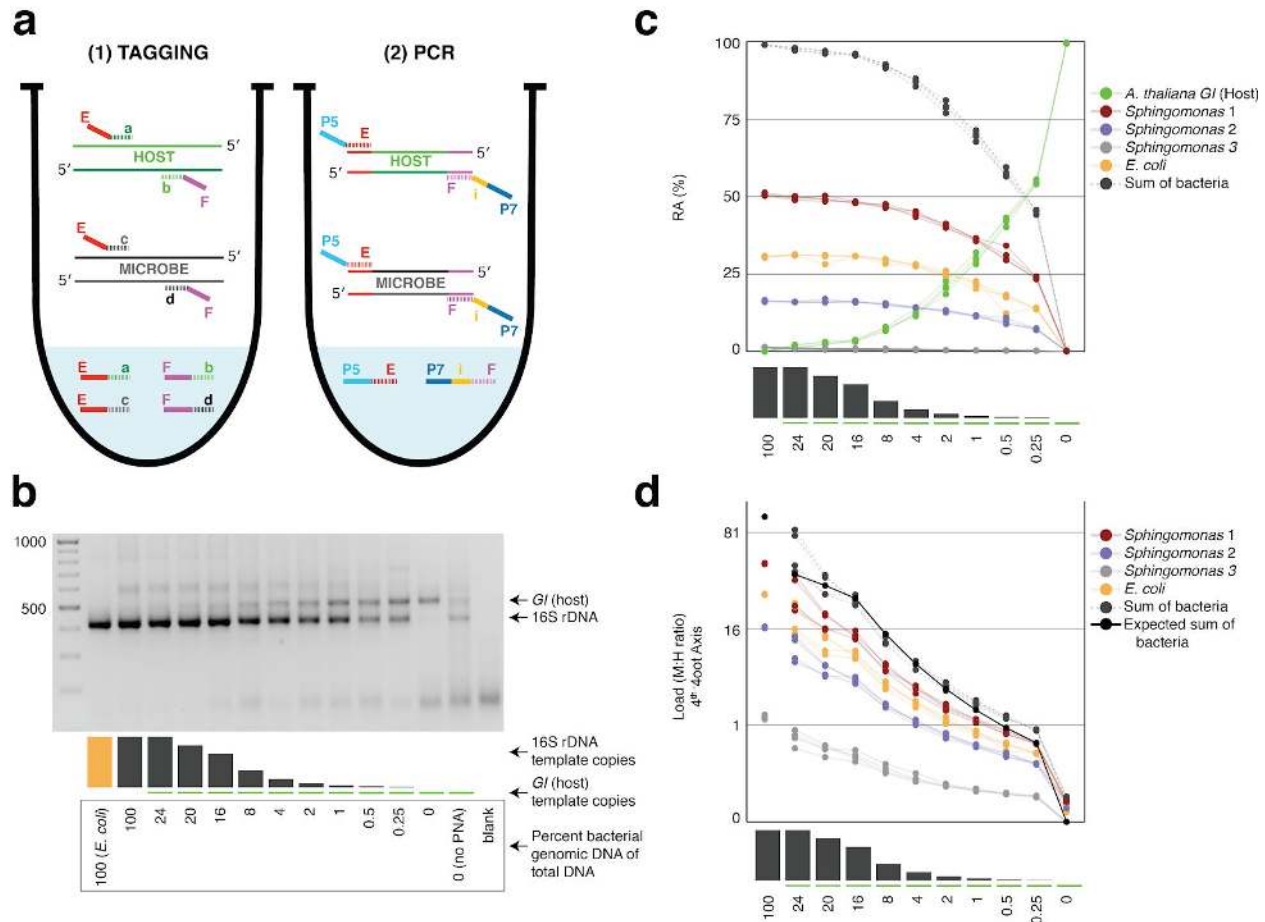 a
(1) TAGGING
(2) PCR
E
a
5′
HOST
5′
b
F
E
c
5′
MICROBE
5′
d
F
E a F b
E c F d
P5
E
5′
HOST
5′
F
i
P7
P5
E
5′
MICROBE
5′
F
i
P7
P5 E P7 i F
b
1000
500
GI (host)
16S rDNA
16S rDNA
template copies
GI (host)
template copies
Percent bacterial
genomic DNA of
total DNA
100 (E. coli)
100
24
20
16
8
4
2
1
0.5
0.25
0
0 (no PNA)
blank
c
100
75
50
25
0
RA (%)
A. thaliana GI (Host)
Sphingomonas 1
Sphingomonas 2
Sphingomonas 3
E. coli
Sum of bacteria
100
24
20
16
8
4
2
1
0.5
0.25
0
d
81
16
1
0
Load (M:H ratio)
4th 4oot Axis
Sphingomonas 1
Sphingomonas 2
Sphingomonas 3
E. coli
Sum of bacteria
Expected sum of
bacteria
100
24
20
16
8
4
2
1
0.5
0.25
0